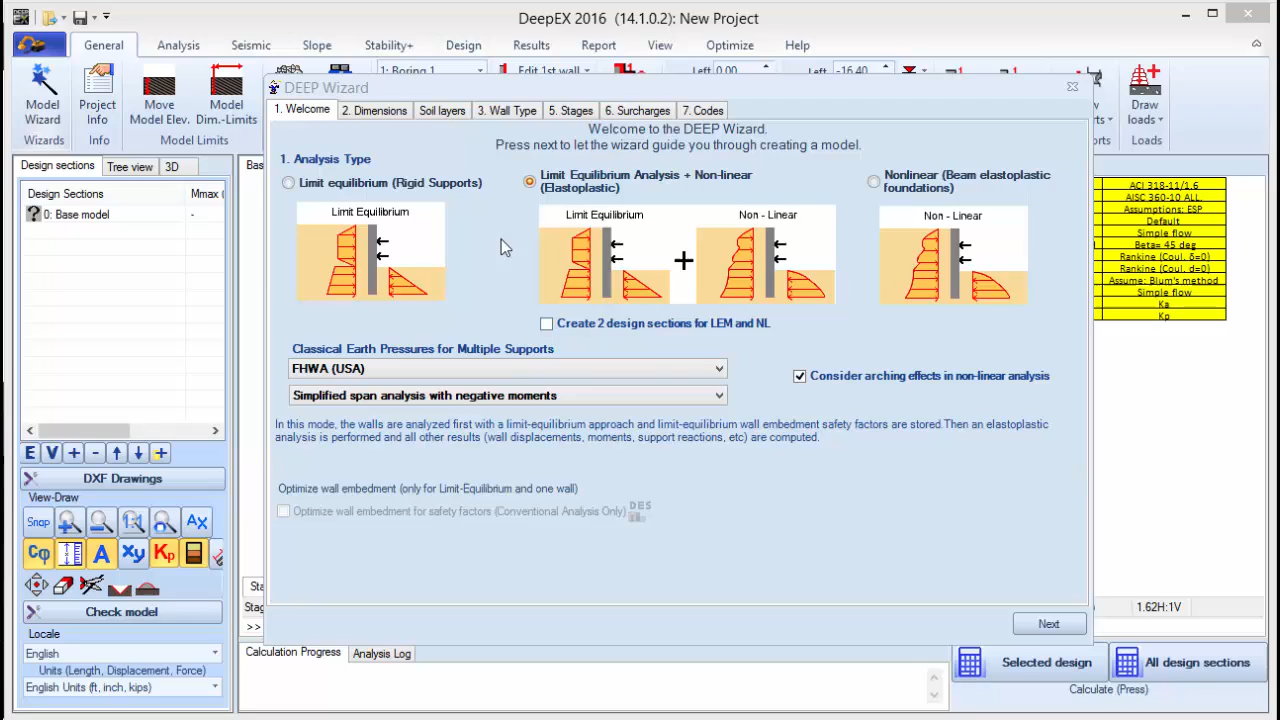 DeepEX 2016 (14.1.0.2): New Project
General Analysis Seismic Slope Stability+ Design Results Report View Optimize Help
1: Boring 1 Edit 1st wall Left 0.00 Left -16.40
Model Wizard
Project Info
Move Model Elev.
Model Dim.-Limits
Draw loads
Wizards Info Model Limits Loads
DEEP Wizard
1. Welcome 2. Dimensions Soil layers 3. Wall Type 5. Stages 6. Surcharges 7. Codes
Welcome to the DEEP Wizard.
Press next to let the wizard guide you through creating a model.
1. Analysis Type
Limit equilibrium (Rigid Supports)
Limit Equilibrium Analysis + Non-linear (Elastoplastic)
Nonlinear (Beam elastoplastic foundations)
Limit Equilibrium
Limit Equilibrium
Non - Linear
Non - Linear
+
Create 2 design sections for LEM and NL
Classical Earth Pressures for Multiple Supports
FHWA (USA)
Simplified span analysis with negative moments
Consider arching effects in non-linear analysis
In this mode, the walls are analyzed first with a limit-equilibrium approach and limit-equilibrium wall embedment safety factors are stored.Then an elastoplastic
analysis is performed and all other results (wall displacements, moments, support reactions, etc) are computed.
Optimize wall embedment (only for Limit-Equilibrium and one wall)
Optimize wall embedment for safety factors (Conventional Analysis Only) DES
Next
Design sections Tree view 3D
Design Sections Mmax
0: Base model -
E V + - +
DXF Drawings
View-Draw
Snap 1:1 Ax
Cφ A Xy Kp
Check model
Locale
English
Units (Length, Displacement, Force)
English Units (ft, inch, kips)
ACI 318-11/1.6
AISC 360-10 ALL.
Assumptions: ESP
Default
Simple flow
Beta= 45 deg
Rankine (Coul. δ=0)
Rankine (Coul. d=0)
Assume: Blum's method
Simple flow
Ka
Kp
1.62H:1V
>>
Calculation Progress Analysis Log
Selected design All design sections
Calculate (Press)